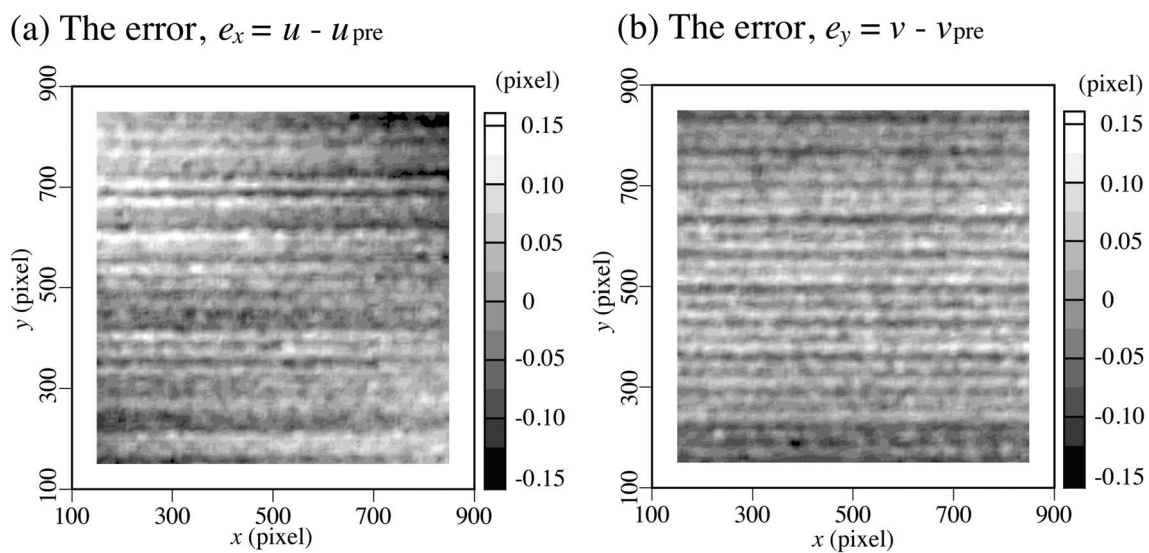 (a) The error, eₓ = u - u pre
(pixel)
900
700
500
300
100
y (pixel)
100 300 500 700 900
x (pixel)
0.15
0.10
0.05
0
-0.05
-0.10
-0.15
(b) The error, e_y = v - v pre
(pixel)
900
700
500
300
100
y (pixel)
100 300 500 700 900
x (pixel)
0.15
0.10
0.05
0
-0.05
-0.10
-0.15